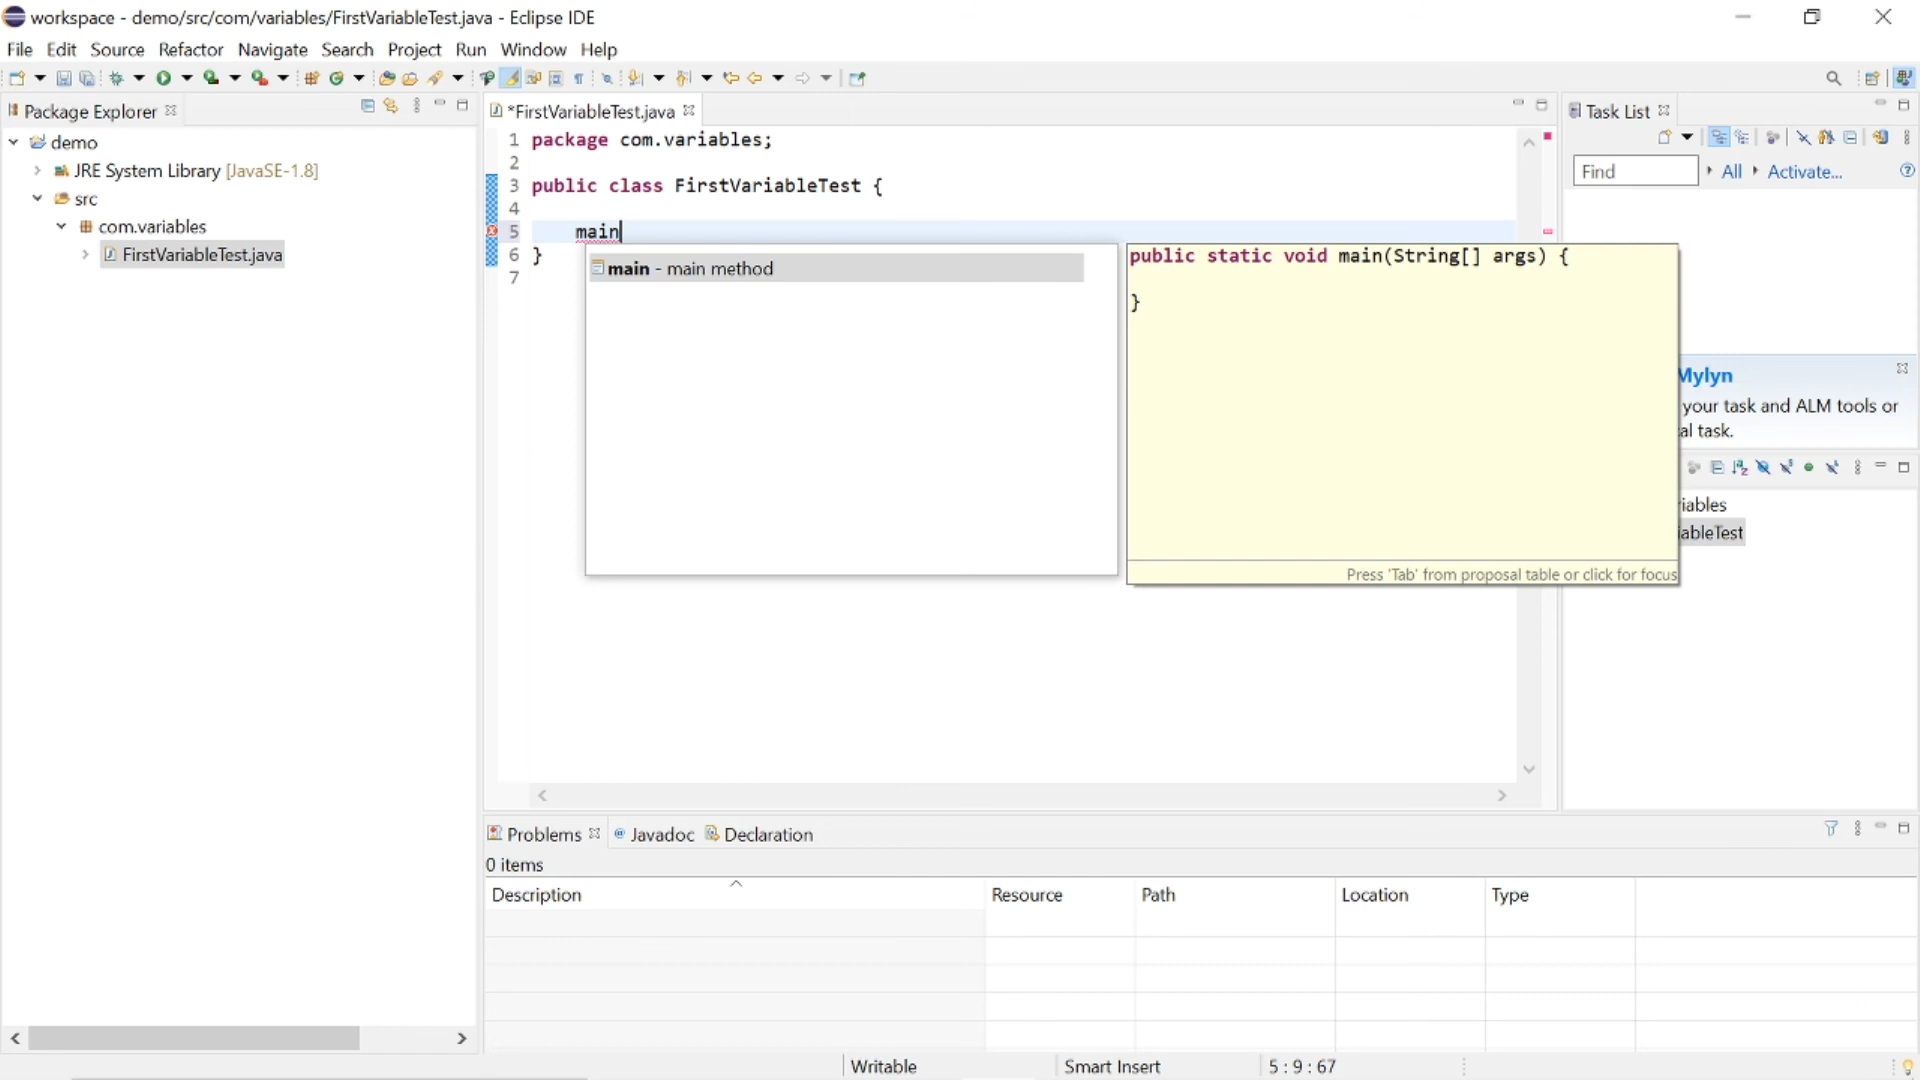 workspace - demo/src/com/variables/FirstVariableTest.java - Eclipse IDE
File Edit Source Refactor Navigate Search Project Run Window Help
Package Explorer
demo
JRE System Library [JavaSE-1.8]
src
com.variables
FirstVariableTest.java
*FirstVariableTest.java
1 package com.variables;
2
3 public class FirstVariableTest {
4
5 main
6 }
7
main - main method
public static void main(String[] args) {
}
Press 'Tab' from proposal table or click for focus
Task List
Find All Activate...
Mylyn
your task and ALM tools or
al task.
iables
ableTest
Problems Javadoc Declaration
0 items
Description Resource Path Location Type
Writable Smart Insert 5 : 9 : 67